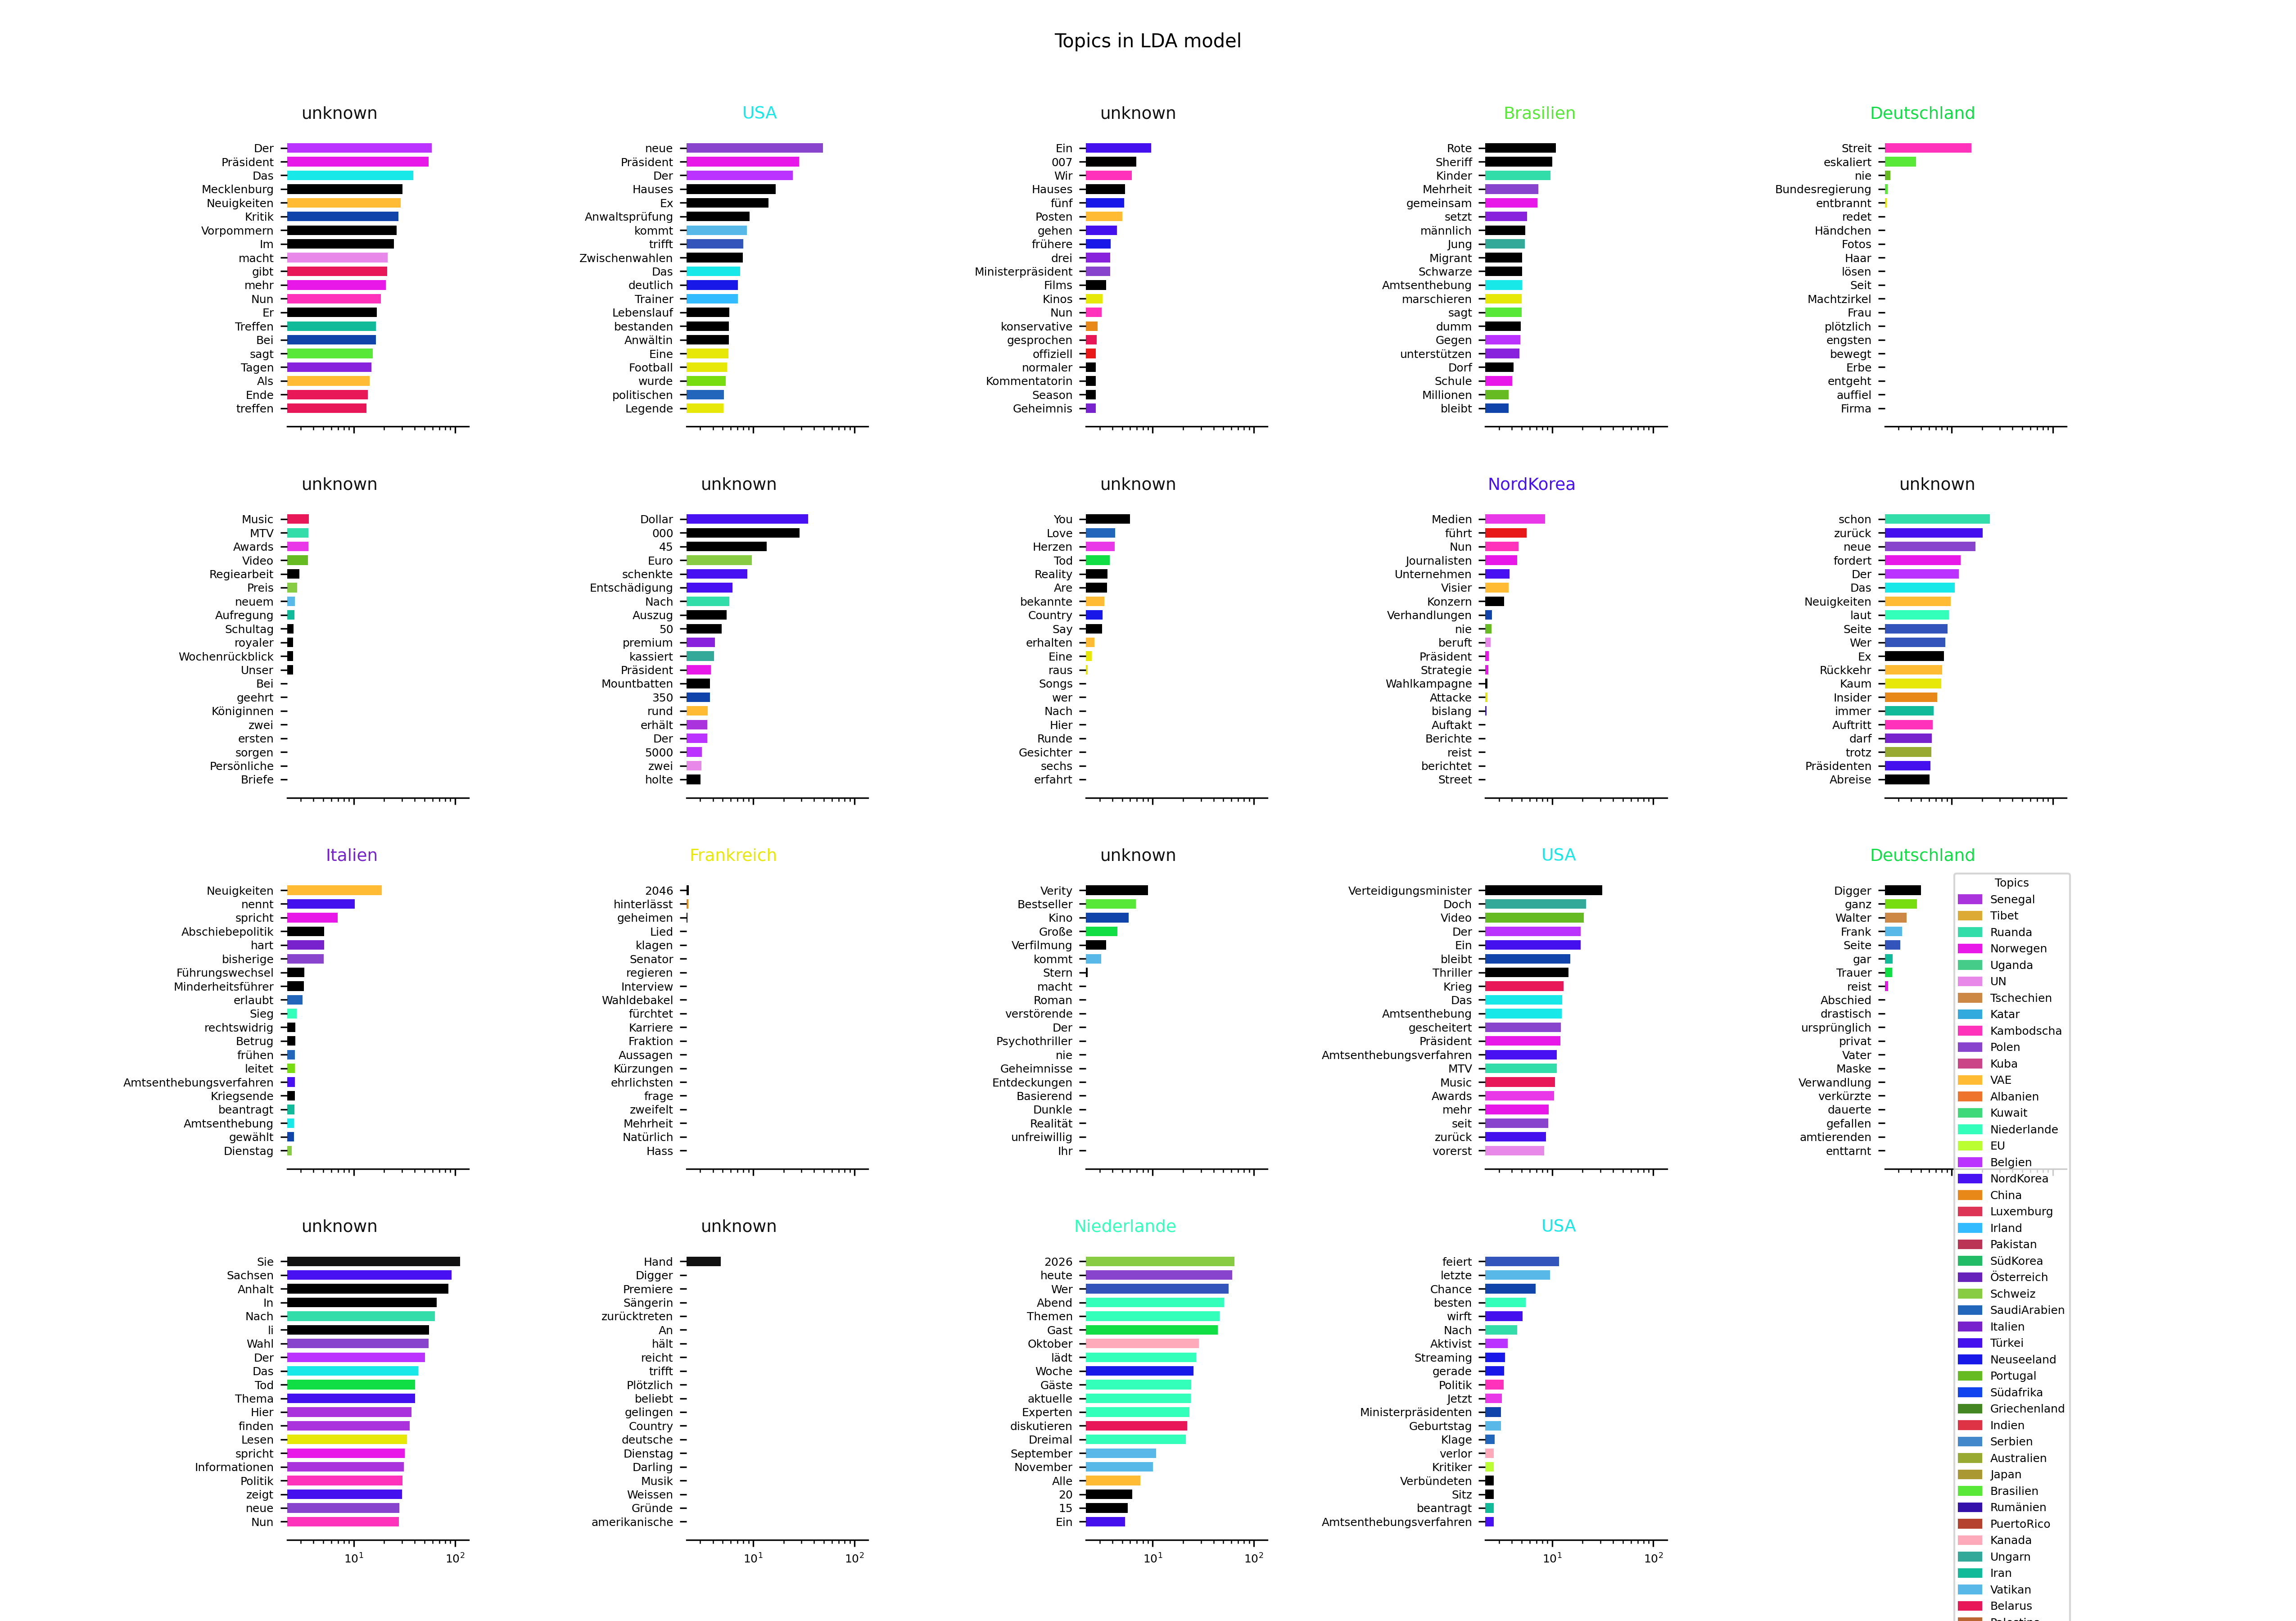 Topics in LDA model
unknown
Der
Präsident
Das
Mecklenburg
Neuigkeiten
Kritik
Vorpommern
Im
macht
gibt
mehr
Nun
Er
Treffen
Bei
sagt
Tagen
Als
Ende
treffen
USA
neue
Präsident
Der
Hauses
Ex
Anwaltsprüfung
kommt
trifft
Zwischenwahlen
Das
deutlich
Trainer
Lebenslauf
bestanden
Anwältin
Eine
Football
wurde
politischen
Legende
unknown
Ein
007
Wir
Hauses
fünf
Posten
gehen
frühere
drei
Ministerpräsident
Films
Kinos
Nun
konservative
gesprochen
offiziell
normaler
Kommentatorin
Season
Geheimnis
Brasilien
Rote
Sheriff
Kinder
Mehrheit
gemeinsam
setzt
männlich
Jung
Migrant
Schwarze
Amtsenthebung
marschieren
sagt
dumm
Gegen
unterstützen
Dorf
Schule
Millionen
bleibt
Deutschland
Streit
eskaliert
nie
Bundesregierung
entbrannt
redet
Händchen
Fotos
Haar
lösen
Seit
Machtzirkel
Frau
plötzlich
engsten
bewegt
Erbe
entgeht
auffiel
Firma
unknown
Music
MTV
Awards
Video
Regiearbeit
Preis
neuem
Aufregung
Schultag
royaler
Wochenrückblick
Unser
Bei
geehrt
Königinnen
zwei
ersten
sorgen
Persönliche
Briefe
unknown
Dollar
000
45
Euro
schenkte
Entschädigung
Nach
Auszug
50
premium
kassiert
Präsident
Mountbatten
350
rund
erhält
Der
5000
zwei
holte
unknown
You
Love
Herzen
Tod
Reality
Are
bekannte
Country
Say
erhalten
Eine
raus
Songs
wer
Nach
Hier
Runde
Gesichter
sechs
erfahrt
NordKorea
Medien
führt
Nun
Journalisten
Unternehmen
Visier
Konzern
Verhandlungen
nie
beruft
Präsident
Strategie
Wahlkampagne
Attacke
bislang
Auftakt
Berichte
reist
berichtet
Street
unknown
schon
zurück
neue
fordert
Der
Das
Neuigkeiten
laut
Seite
Wer
Ex
Rückkehr
Kaum
Insider
immer
Auftritt
darf
trotz
Präsidenten
Abreise
Italien
Neuigkeiten
nennt
spricht
Abschiebepolitik
hart
bisherige
Führungswechsel
Minderheitsführer
erlaubt
Sieg
rechtswidrig
Betrug
frühen
leitet
Amtsenthebungsverfahren
Kriegsende
beantragt
Amtsenthebung
gewählt
Dienstag
Frankreich
2046
hinterlässt
geheimen
Lied
klagen
Senator
regieren
Interview
Wahldebakel
fürchtet
Karriere
Fraktion
Aussagen
Kürzungen
ehrlichsten
frage
zweifelt
Mehrheit
Natürlich
Hass
unknown
Verity
Bestseller
Kino
Große
Verfilmung
kommt
Stern
macht
Roman
verstörende
Der
Psychothriller
nie
Geheimnisse
Entdeckungen
Basierend
Dunkle
Realität
unfreiwillig
Ihr
USA
Verteidigungsminister
Doch
Video
Der
Ein
bleibt
Thriller
Krieg
Das
Amtsenthebung
gescheitert
Präsident
Amtsenthebungsverfahren
MTV
Music
Awards
mehr
seit
zurück
vorerst
Deutschland
Digger
ganz
Walter
Frank
Seite
gar
Trauer
reist
Abschied
drastisch
ursprünglich
privat
Vater
Maske
Verwandlung
verkürzte
dauerte
gefallen
amtierenden
enttarnt
Topics
Senegal
Tibet
Ruanda
Norwegen
Uganda
UN
Tschechien
Katar
Kambodscha
Polen
Kuba
VAE
Albanien
Kuwait
Niederlande
EU
Belgien
NordKorea
China
Luxemburg
Irland
Pakistan
SüdKorea
Österreich
Schweiz
SaudiArabien
Italien
Türkei
Neuseeland
Portugal
Südafrika
Griechenland
Indien
Serbien
Australien
Japan
Brasilien
Rumänien
PuertoRico
Kanada
Ungarn
Iran
Vatikan
Belarus
unknown
Sie
Sachsen
Anhalt
In
Nach
li
Wahl
Der
Das
Tod
Thema
Hier
finden
Lesen
spricht
Informationen
Politik
zeigt
neue
Nun
10¹ 10²
unknown
Hand
Digger
Premiere
Sängerin
zurücktreten
An
hält
reicht
trifft
Plötzlich
beliebt
gelingen
Country
deutsche
Dienstag
Darling
Musik
Weissen
Gründe
amerikanische
10¹ 10²
Niederlande
2026
heute
Wer
Abend
Themen
Gast
Oktober
lädt
Woche
Gäste
aktuelle
Experten
diskutieren
Dreimal
September
November
Alle
20
15
Ein
10¹ 10²
USA
feiert
letzte
Chance
besten
wirft
Nach
Aktivist
Streaming
gerade
Politik
Jetzt
Ministerpräsidenten
Geburtstag
Klage
verlor
Kritiker
Verbündeten
Sitz
beantragt
Amtsenthebungsverfahren
10¹ 10²